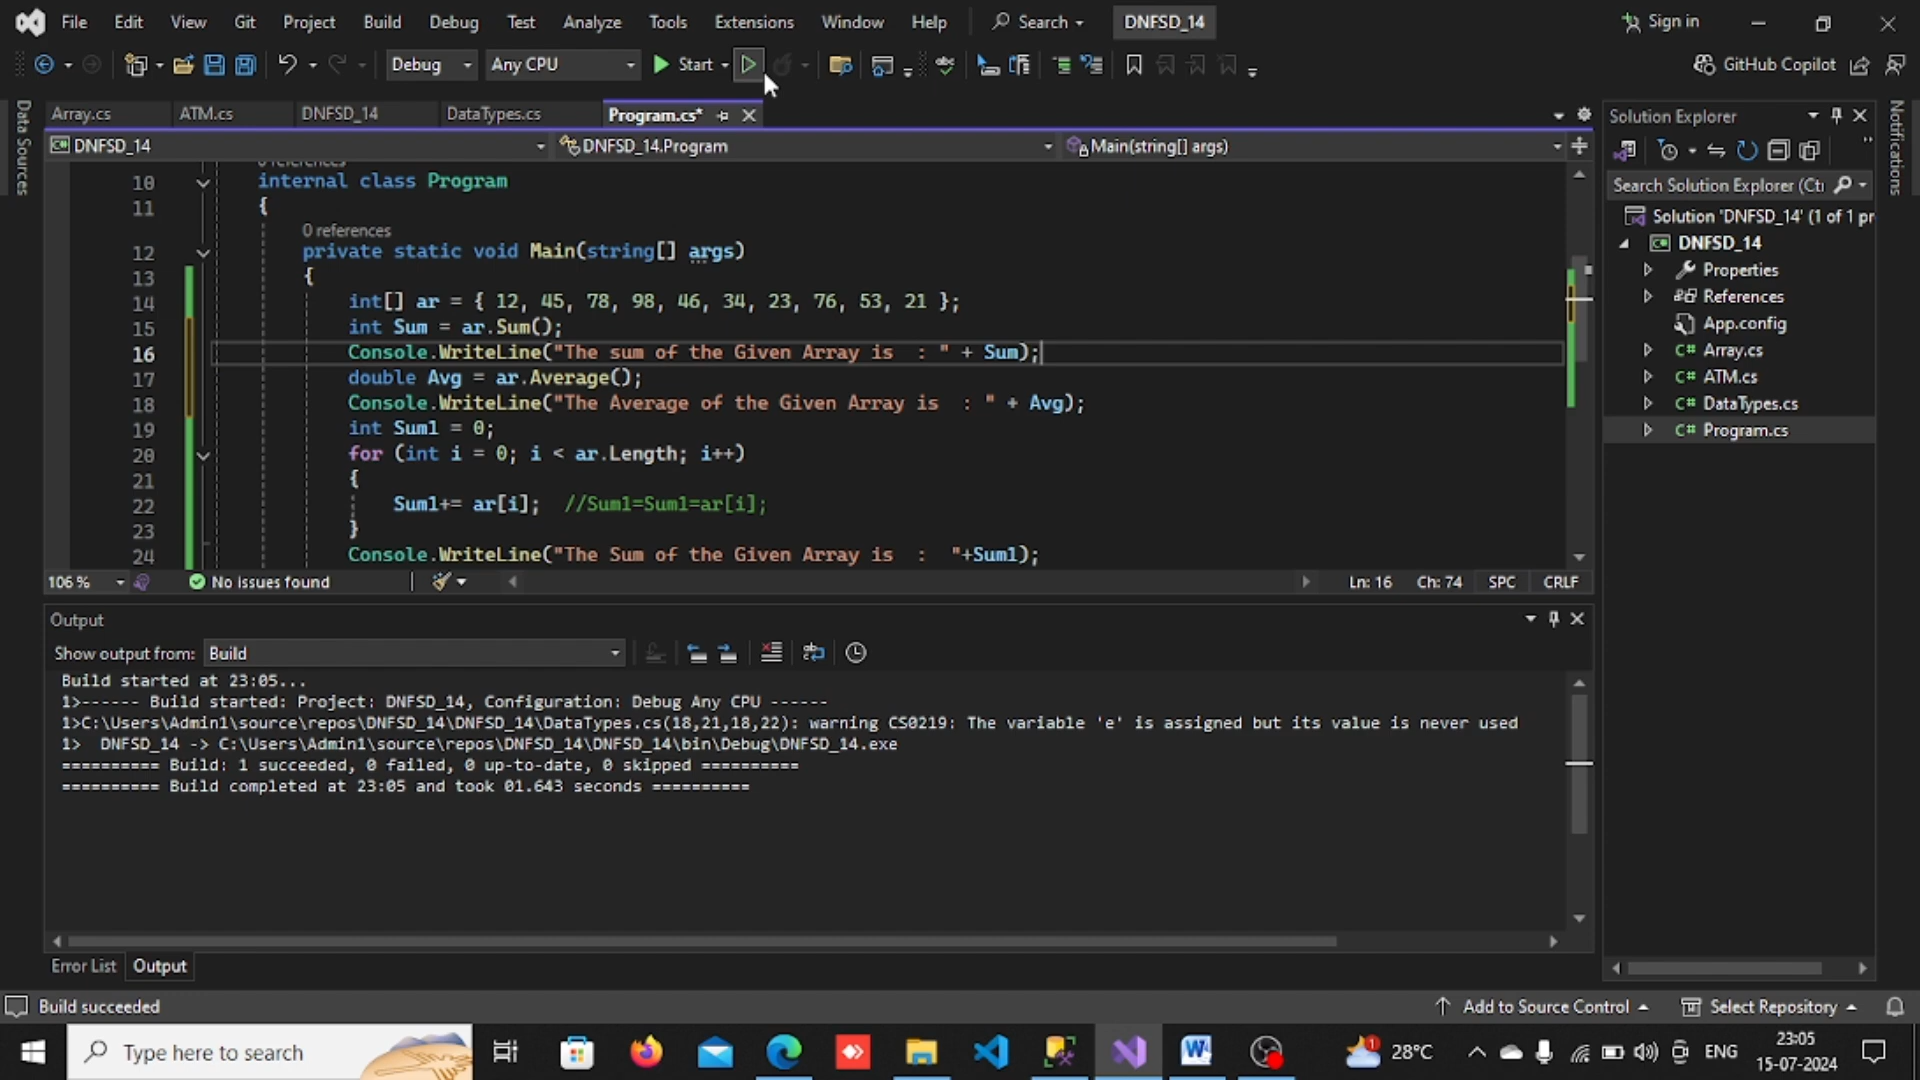 File Edit View Git Project Build Debug Test Analyze Tools Extensions Window Help Search DNFSD_14 Sign in
Debug Any CPU Start GitHub Copilot
Data Sources
Array.cs ATM.cs DNFSD_14 DataTypes.cs Program.cs*
DNFSD_14 DNFSD_14.Program Main(string[] args)
10 internal class Program
11 {
0 references
12 private static void Main(string[] args)
13 {
14 int[] ar = { 12, 45, 78, 98, 46, 34, 23, 76, 53, 21 };
15 int Sum = ar.Sum();
16 Console.WriteLine("The sum of the Given Array is  : " + Sum);
17 double Avg = ar.Average();
18 Console.WriteLine("The Average of the Given Array is  : " + Avg);
19 int Sum1 = 0;
20 for (int i = 0; i < ar.Length; i++)
21 {
22 Sum1+= ar[i];  //Sum1=Sum1=ar[i];
23 }
24 Console.WriteLine("The Sum of the Given Array is  :  "+Sum1);
106 % No issues found Ln: 16 Ch: 74 SPC CRLF
Output
Show output from: Build
Build started at 23:05...
1>------ Build started: Project: DNFSD_14, Configuration: Debug Any CPU ------
1>C:\Users\Admin1\source\repos\DNFSD_14\DNFSD_14\DataTypes.cs(18,21,18,22): warning CS0219: The variable 'e' is assigned but its value is never used
1>  DNFSD_14 -> C:\Users\Admin1\source\repos\DNFSD_14\DNFSD_14\bin\Debug\DNFSD_14.exe
========== Build: 1 succeeded, 0 failed, 0 up-to-date, 0 skipped ==========
========== Build completed at 23:05 and took 01.643 seconds ==========
Error List Output
Solution Explorer
Search Solution Explorer (Ctr
Solution 'DNFSD_14' (1 of 1 pr
DNFSD_14
Properties
References
App.config
C# Array.cs
C# ATM.cs
C# DataTypes.cs
C# Program.cs
Notifications
Build succeeded Add to Source Control Select Repository
Type here to search 28°C ENG 23:05
15-07-2024